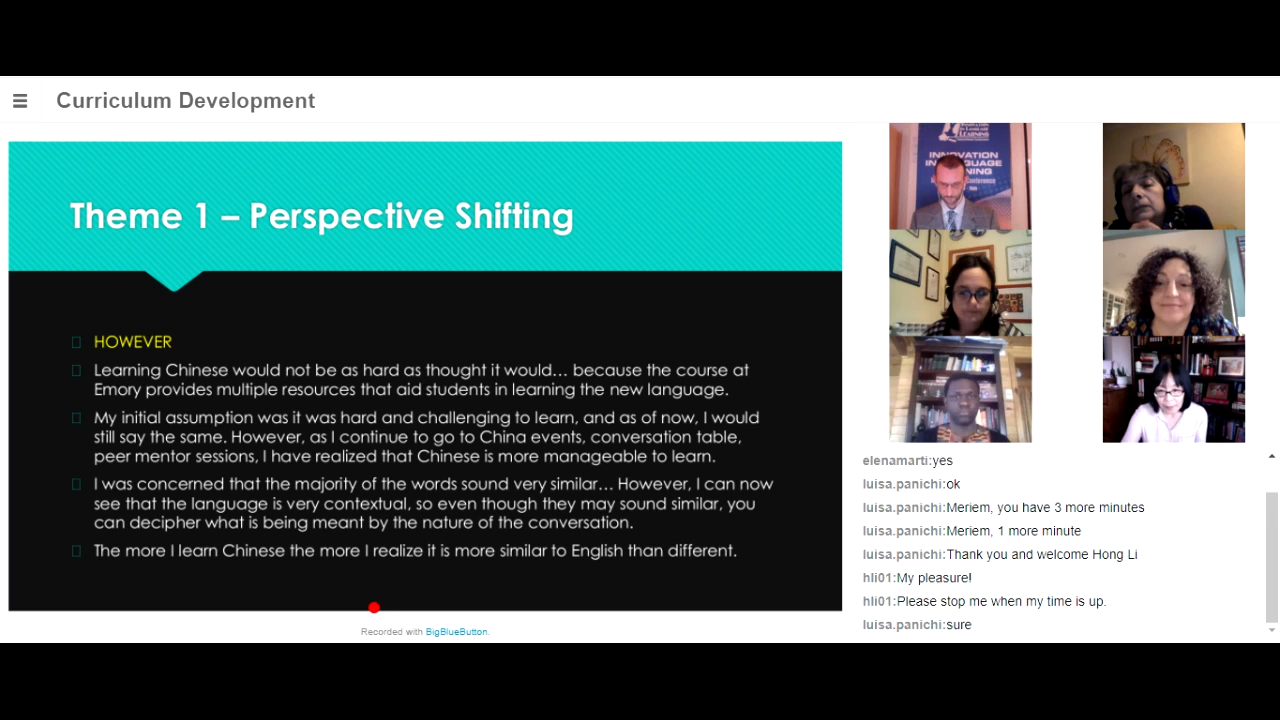 Curriculum Development
Theme 1 – Perspective Shifting
HOWEVER
Learning Chinese would not be as hard as thought it would... because the course at
Emory provides multiple resources that aid students in learning the new language.
My initial assumption was it was hard and challenging to learn, and as of now, I would
still say the same. However, as I continue to go to China events, conversation table,
peer mentor sessions, I have realized that Chinese is more manageable to learn.
I was concerned that the majority of the words sound very similar... However, I can now
see that the language is very contextual, so even though they may sound similar, you
can decipher what is being meant by the nature of the conversation.
The more I learn Chinese the more I realize it is more similar to English than different.
Recorded with BigBlueButton.
INNOVATION
IN LANGUAGE
LEARNING
elenamarti:yes
luisa.panichi:ok
luisa.panichi:Meriem, you have 3 more minutes
luisa.panichi:Meriem, 1 more minute
luisa.panichi:Thank you and welcome Hong Li
hli01:My pleasure!
hli01:Please stop me when my time is up.
luisa.panichi:sure